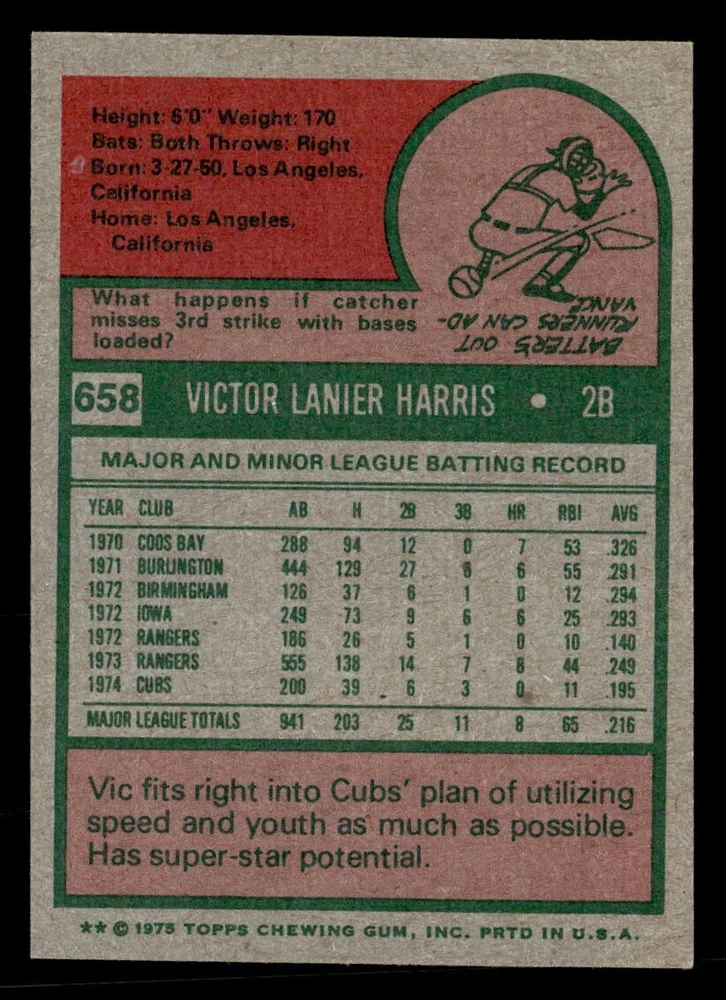 Height: 6'0" Weight: 170
Bats: Both Throws: Right
Born: 3-27-50, Los Angeles,
California
Home: Los Angeles,
California
What happens if catcher
misses 3rd strike with bases
loaded?
BATTER'S OUT
RUNNERS CAN AD-
VANCE
658 VICTOR LANIER HARRIS • 2B
MAJOR AND MINOR LEAGUE BATTING RECORD
YEAR CLUB AB H 2B 3B HR RBI AVG
1970 COOS BAY 288 94 12 0 7 53 .326
1971 BURLINGTON 444 129 27 6 6 55 .291
1972 BIRMINGHAM 126 37 6 1 0 12 .294
1972 IOWA 249 73 9 6 6 25 .293
1972 RANGERS 186 26 5 1 0 10 .140
1973 RANGERS 555 138 14 7 8 44 .249
1974 CUBS 200 39 6 3 0 11 .195
MAJOR LEAGUE TOTALS 941 203 25 11 8 65 .216
Vic fits right into Cubs' plan of utilizing
speed and youth as much as possible.
Has super-star potential.
** © 1975 TOPPS CHEWING GUM, INC. PRTD IN U.S.A.